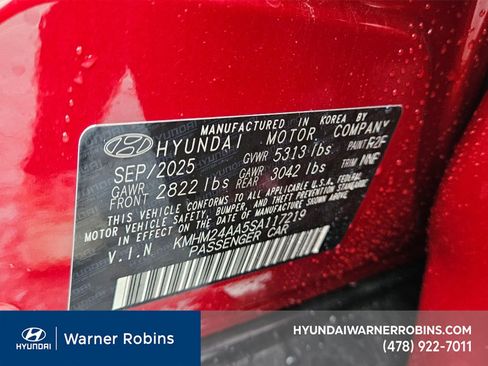 MANUFACTURED IN KOREA BY
HYUNDAI MOTOR COMPANY
SEP/2025 GVWR 5313 lbs PAINT R2F
GAWR FRONT 2822 lbs GAWR REAR 3042 lbs TRIM NNF
THIS VEHICLE CONFORMS TO ALL APPLICABLE U.S.A. FEDERAL
MOTOR VEHICLE SAFETY, BUMPER, AND THEFT PREVENTION
STANDARDS IN EFFECT ON THE DATE OF MANUFACTURE SHOWN ABOVE.
V.I.N KMHM24AA5SA117219
PASSENGER CAR
HYUNDAI
Warner Robins
HYUNDAIWARNERROBINS.COM
(478) 922-7011